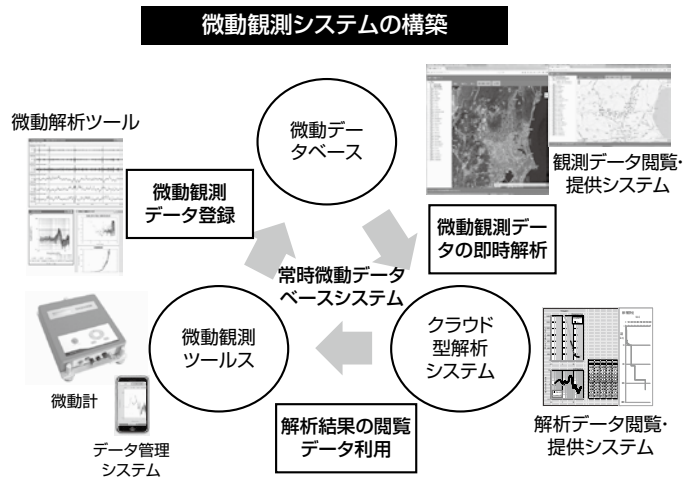 微動観測システムの構築
微動解析ツール
微動デー
タベース
観測データ閲覧・
提供システム
微動観測
データ登録
微動観測デー
タの即時解析
常時微動データ
ベースシステム
微動観測
ツールス
クラウド
型解析
システム
微動計
データ管理
システム
解析結果の閲覧
データ利用
解析データ閲覧・
提供システム